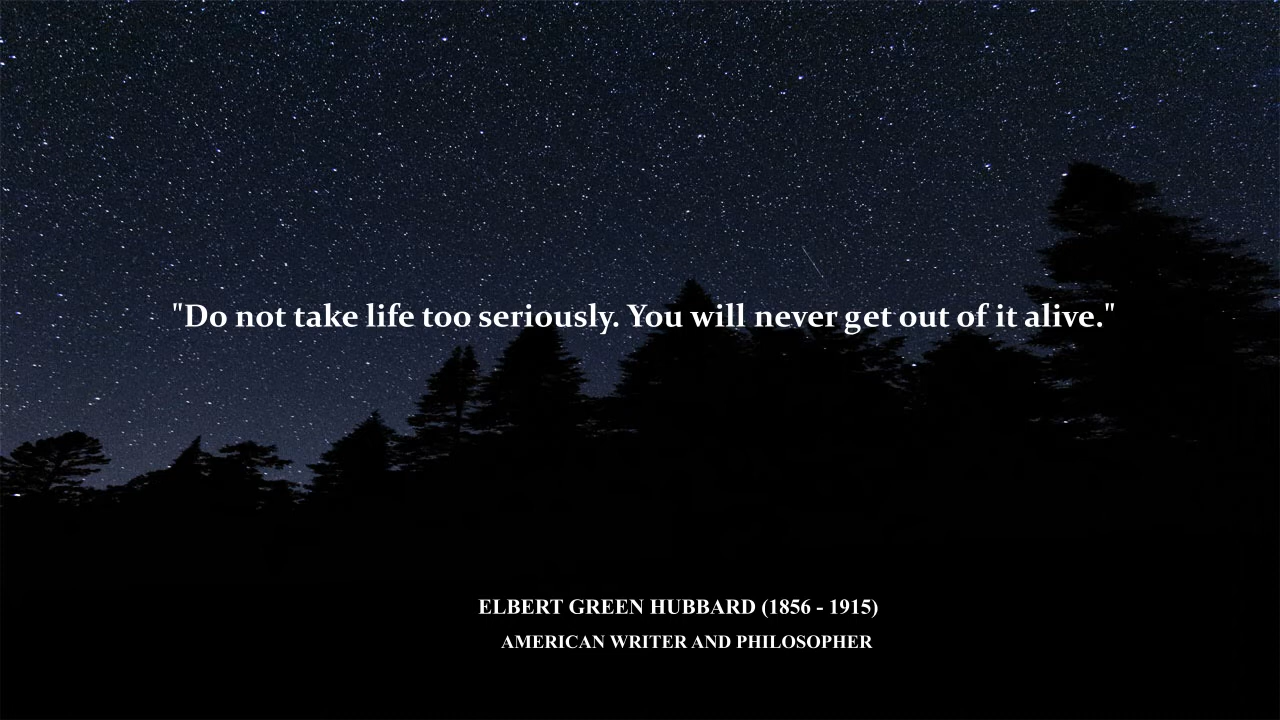 "Do not take life too seriously. You will never get out of it alive."
ELBERT GREEN HUBBARD (1856 - 1915)
AMERICAN WRITER AND PHILOSOPHER